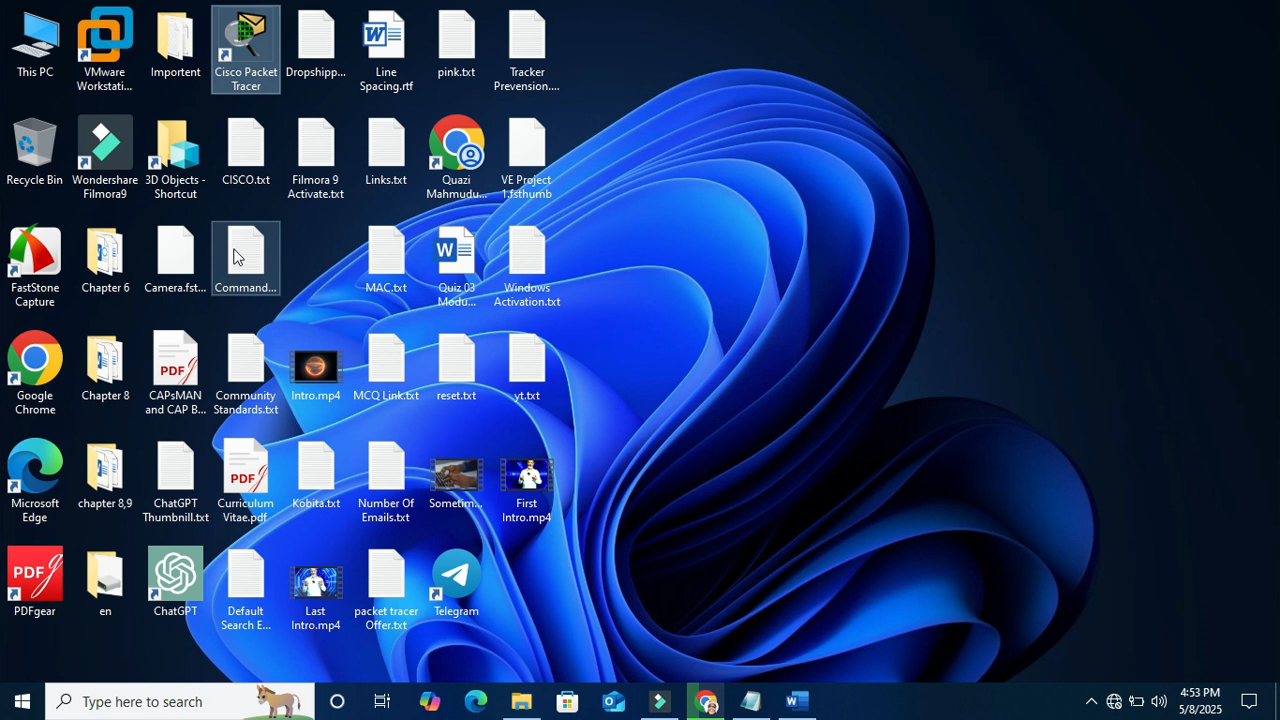 This PC
VMware
Workstati...
Importent
Cisco Packet
Tracer
Dropshipp...
Line
Spacing.rtf
pink.txt
Tracker
Prevension....
Recycle Bin
Wondershare
Filmora9
3D Objects -
Shortcut
CISCO.txt
Filmora 9
Activate.txt
Links.txt
Quazi
Mahmudu...
VE Project
1.fsthumb
FastStone
Capture
Chapter 6
Camera.fst...
Command...
MAC.txt
Quiz 03
Modu...
Windows
Activation.txt
Google
Chrome
Chapter 8
PDF
CAPsMAN
and CAP B...
Community
Standards.txt
Intro.mp4
MCQ Link.txt
reset.txt
yt.txt
Microsoft
Edge
chapter 8,9
ChatGPT
Thumbnill.txt
PDF
Curriculum
Vitae.pdf
Kobita.txt
Number Of
Emails.txt
Sometim...
First
Intro.mp4
PDF
PDFgear
en
ChatGPT
Default
Search E...
Last
Intro.mp4
packet tracer
Offer.txt
Telegram
Type here to search
4:53 PM
5/8/2025